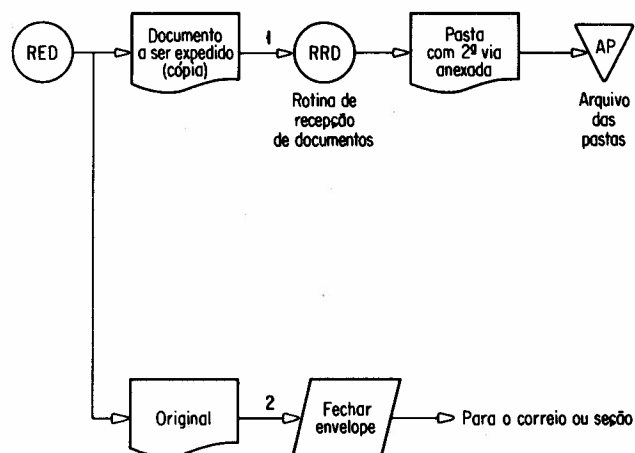 RED
Documento
a ser expedido
(cópia)
1
RRD
Rotina de
recepção
de documentos
Pasta
com 2ª via
anexada
AP
Arquivo
das
pastas
Original
2
Fechar
envelope
Para o correio ou seção